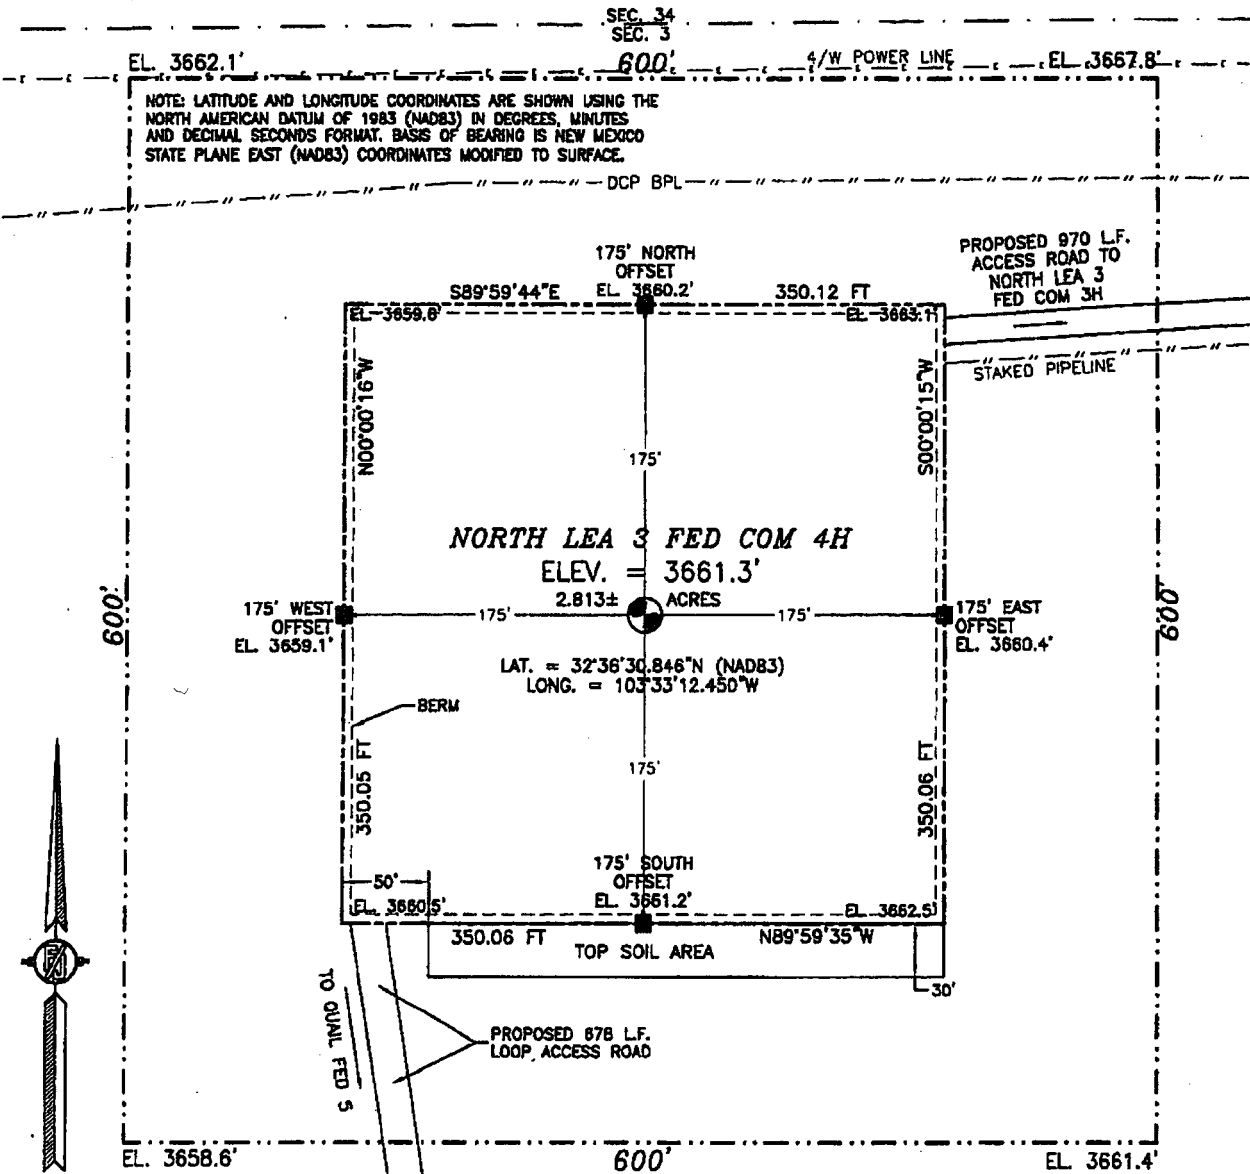 SEC. 34
SEC. 3
EL. 3662.1'
600'
4/W POWER LINE
EL. 3667.8'
NOTE: LATITUDE AND LONGITUDE COORDINATES ARE SHOWN USING THE
NORTH AMERICAN DATUM OF 1983 (NAD83) IN DEGREES, MINUTES
AND DECIMAL SECONDS FORMAT. BASIS OF BEARING IS NEW MEXICO
STATE PLANE EAST (NAD83) COORDINATES MODIFIED TO SURFACE.
DCP BPL
PROPOSED 970 L.F.
ACCESS ROAD TO
NORTH LEA 3
FED COM 3H
175' NORTH
OFFSET
EL. 3660.2'
S89°59'44"E
350.12 FT
EL. 3659.6'
EL. 3663.1'
STAKED PIPELINE
N00°00'16"W
S00°00'15"W
175'
NORTH LEA 3 FED COM 4H
ELEV. = 3661.3'
2.813± ACRES
175' WEST
OFFSET
EL. 3659.1'
175'
175'
175' EAST
OFFSET
EL. 3660.4'
600'
600'
LAT. = 32°36'30.846"N (NAD83)
LONG. = 103°33'12.450"W
BERM
350.05 FT
175'
350.06 FT
175' SOUTH
OFFSET
EL. 3661.2'
50'
EL. 3660.5'
EL. 3662.5'
350.06 FT
N89°59'35"W
TOP SOIL AREA
30'
TO QUAIL FED 5
PROPOSED 678 L.F.
LOOP ACCESS ROAD
EL. 3658.6'
600'
EL. 3661.4'